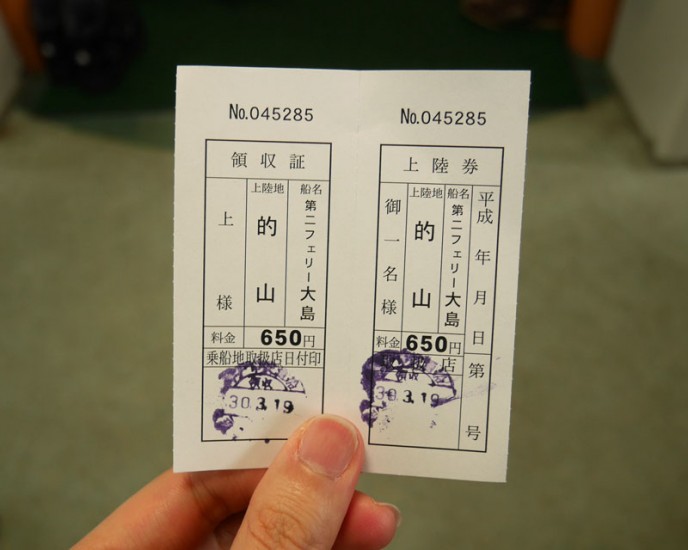 No.045285
領収証
船名
第二フェリー大島
上陸地
的山
上様
料金 650円
乗船地取扱店日付印
領収
30.3.19
No.045285
上陸券
平成 年 月 日 第 号
船名
第二フェリー大島
上陸地
的山
御一名様
料金 650円
扱店
30.3.19